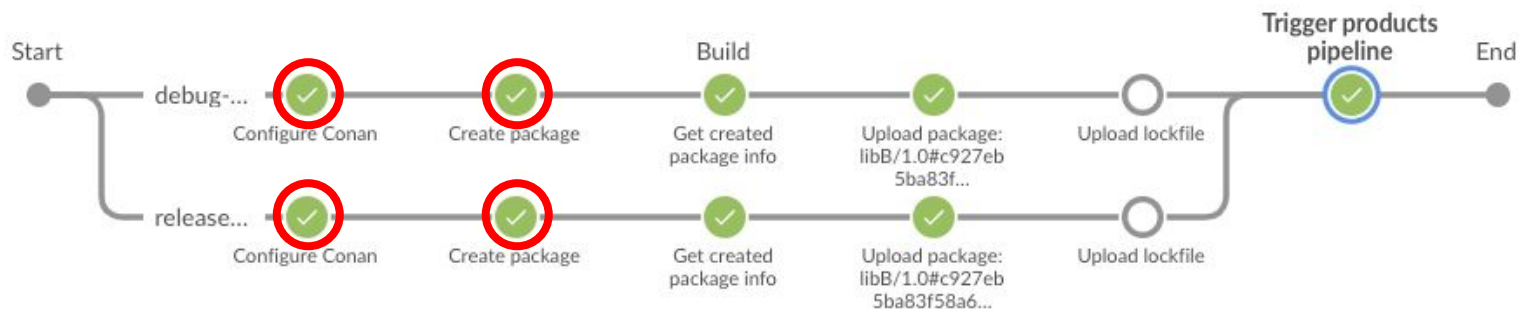 Start
Build
Trigger products
pipeline
End
debug-...
Configure Conan
Create package
Get created
package info
Upload package:
libB/1.0#c927eb
5ba83f...
Upload lockfile
release...
Configure Conan
Create package
Get created
package info
Upload package:
libB/1.0#c927eb
5ba83f58a6...
Upload lockfile